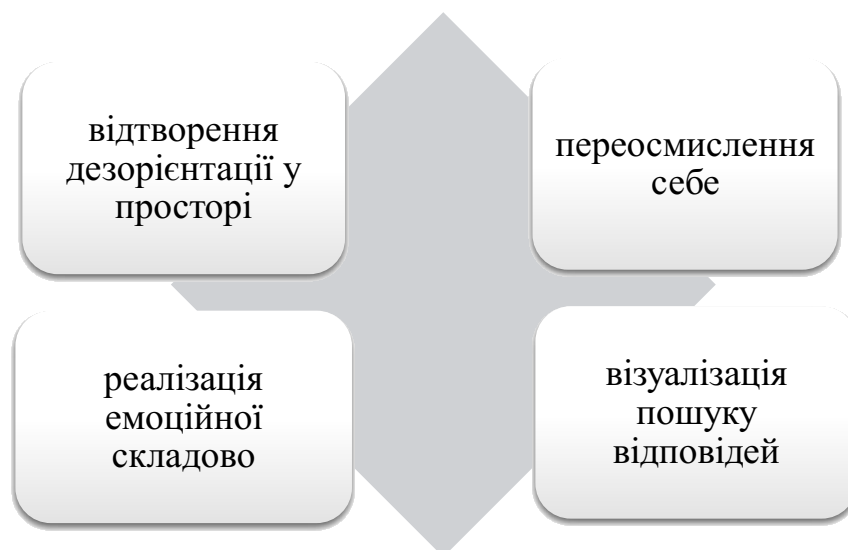 відтворення
дезорієнтації у
просторі
переосмислення
себе
реалізація
емоційної
складово
візуалізація
пошуку
відповідей